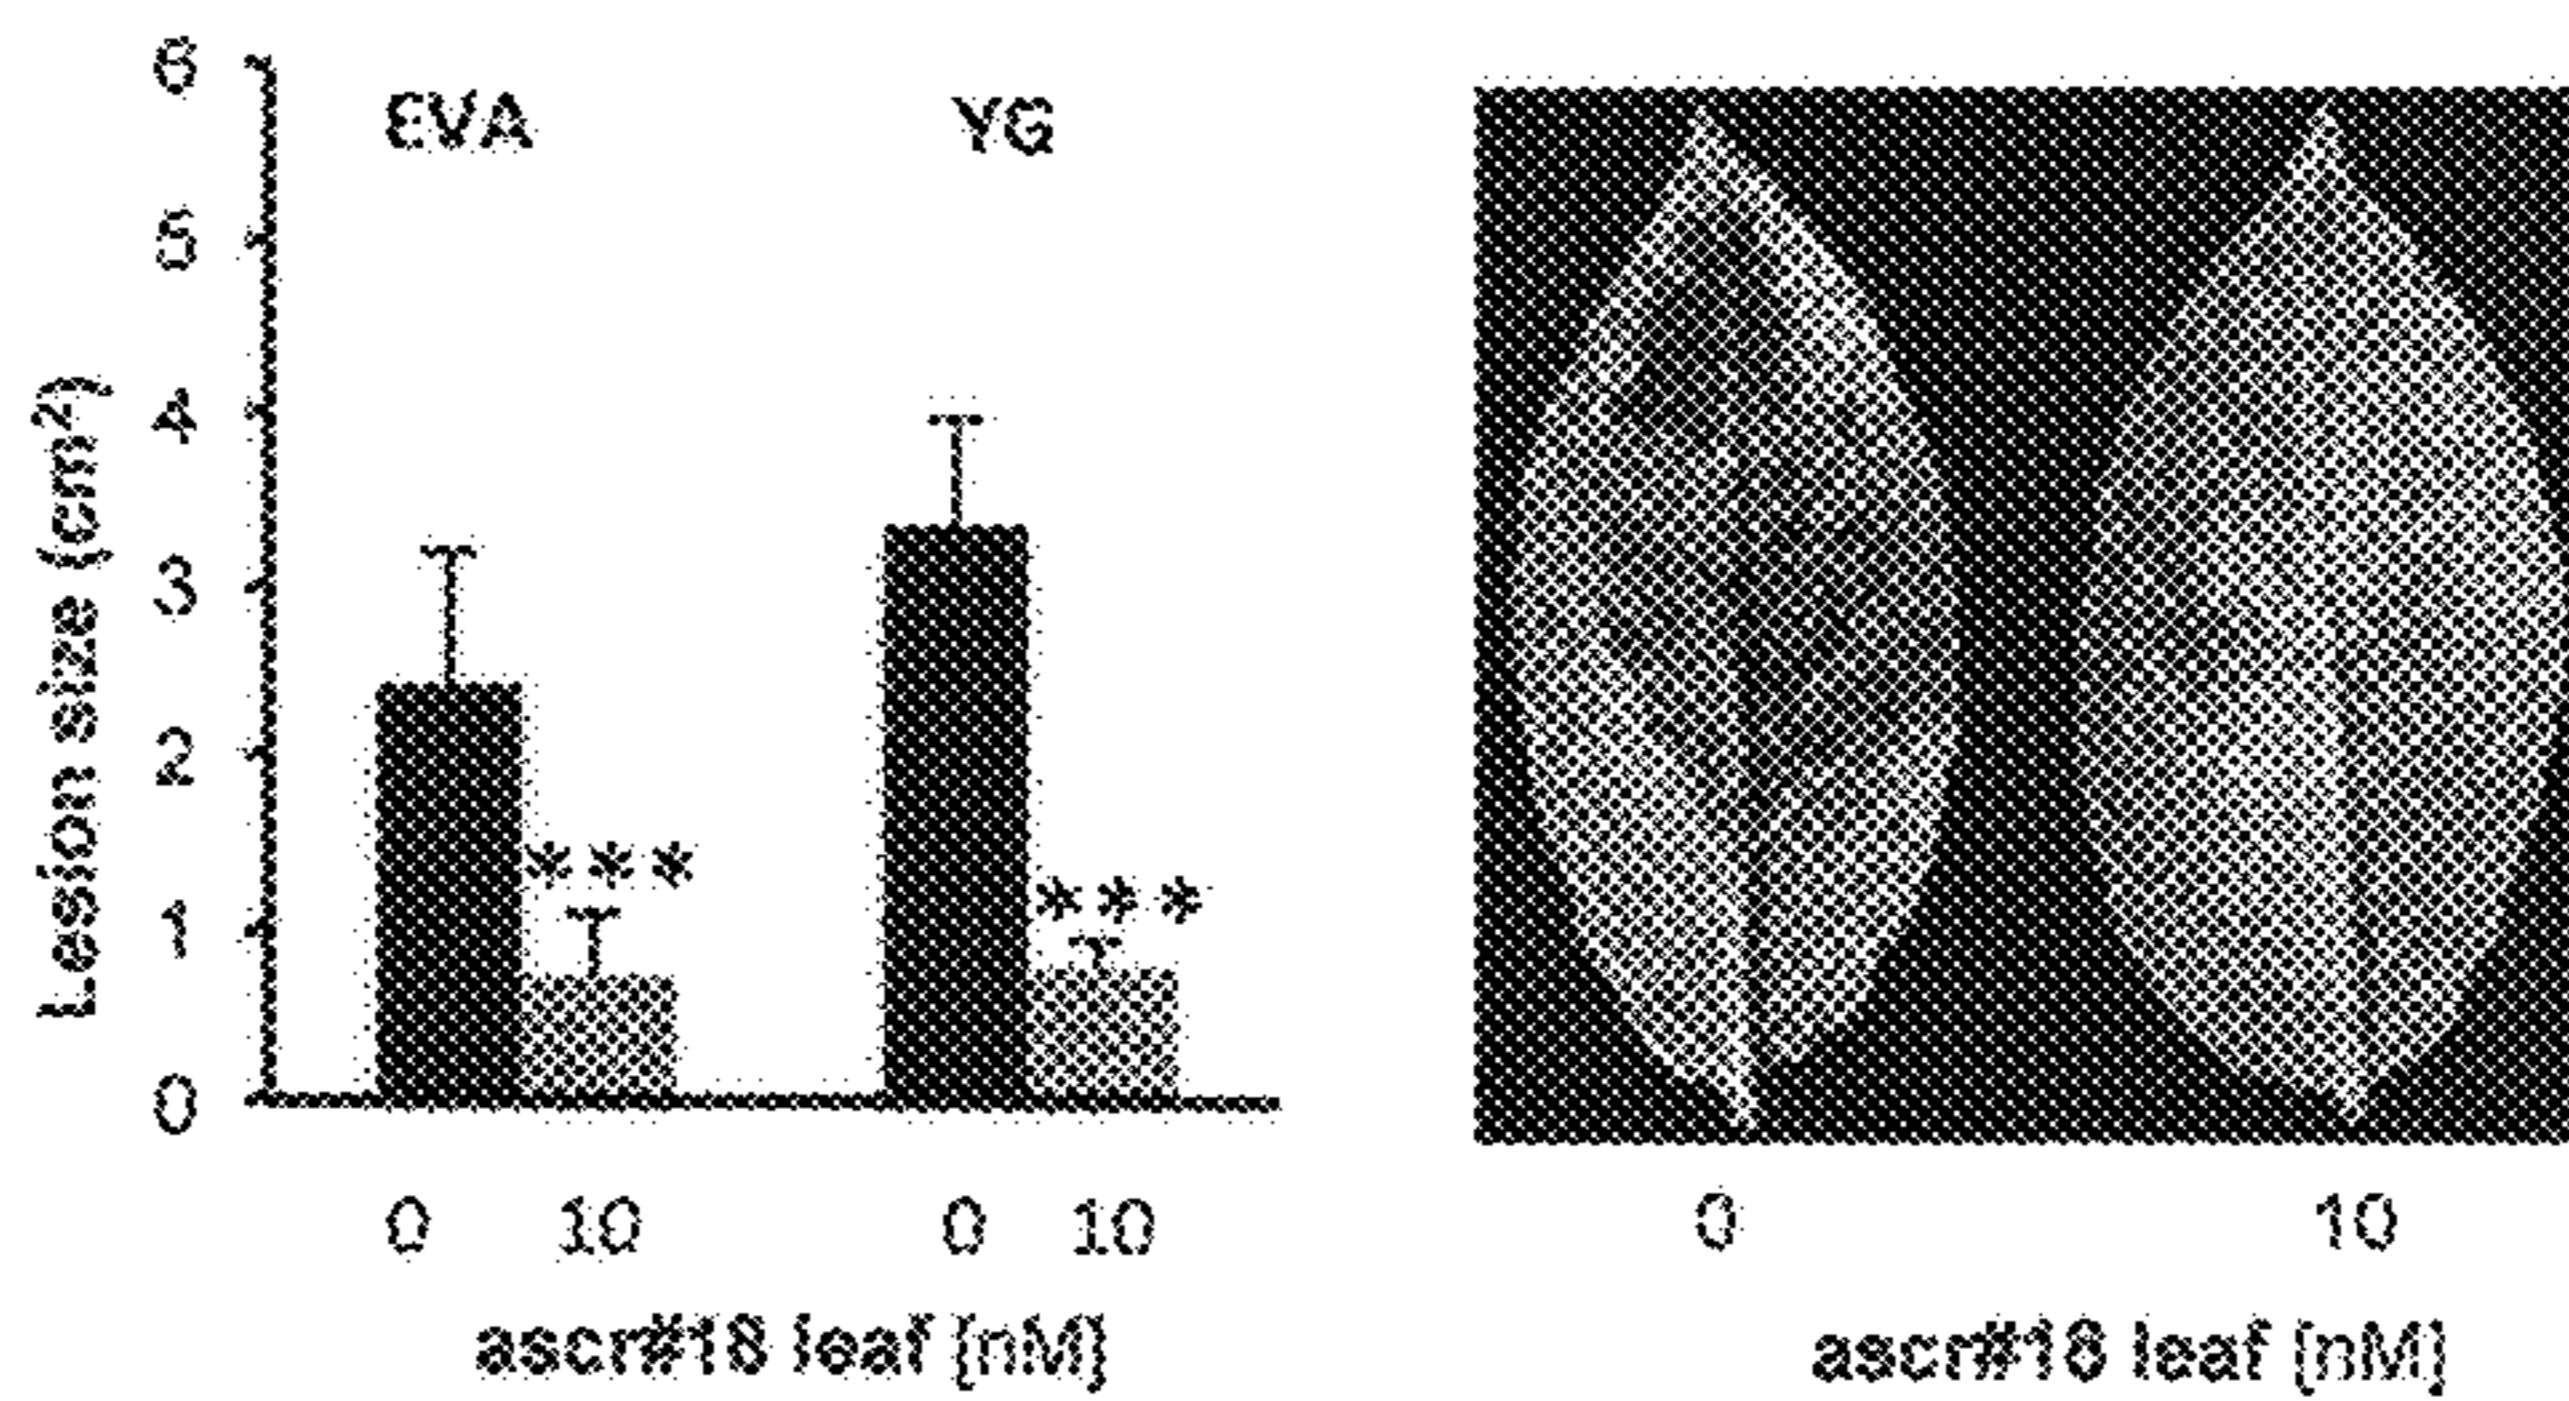 Lesion size (cm²)
6
5
4
3
2
1
0
EVA
YG
***
***
0 10 0 10
ascr#18 leaf [nM]
0 10
ascr#18 leaf [nM]